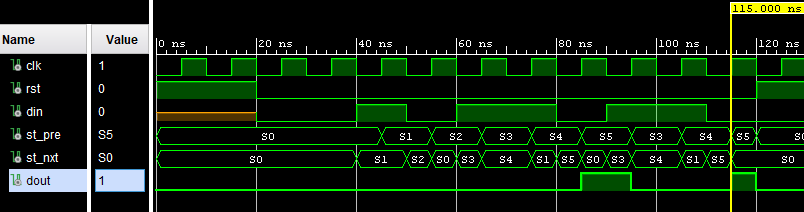 115.000 ns
Name Value 0 ns 20 ns 40 ns 60 ns 80 ns 100 ns 120 ns
clk 1
rst 0
din 0
st_pre S5 S0 S1 S2 S3 S4 S5 S3 S4 S5 S0
st_nxt S0 S0 S1 S2 S0 S3 S4 S1 S5 S0 S3 S4 S1 S5 S0
dout 1